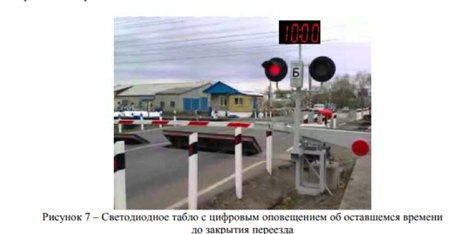 10:00
Б
Рисунок 7 – Светодиодное табло с цифровым оповещением об оставшемся времени
до закрытия переезда